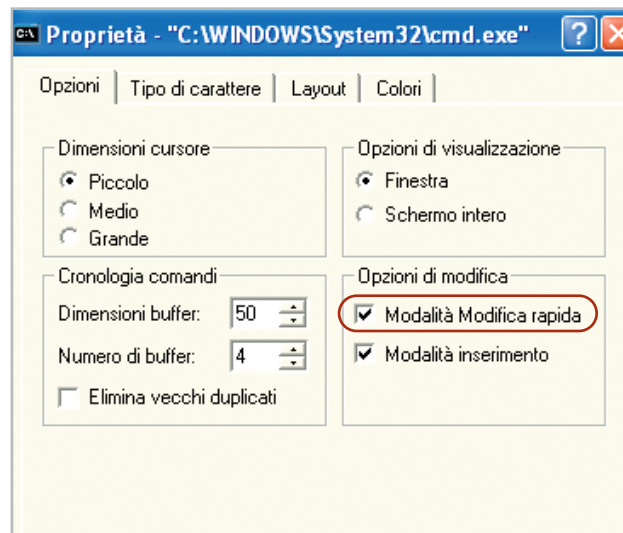 Proprietà - "C:\WINDOWS\System32\cmd.exe"
Opzioni
Tipo di carattere
Layout
Colori
Dimensioni cursore
Piccolo
Medio
Grande
Opzioni di visualizzazione
Finestra
Schermo intero
Cronologia comandi
Dimensioni buffer: 50
Numero di buffer: 4
Elimina vecchi duplicati
Opzioni di modifica
Modalità Modifica rapida
Modalità inserimento